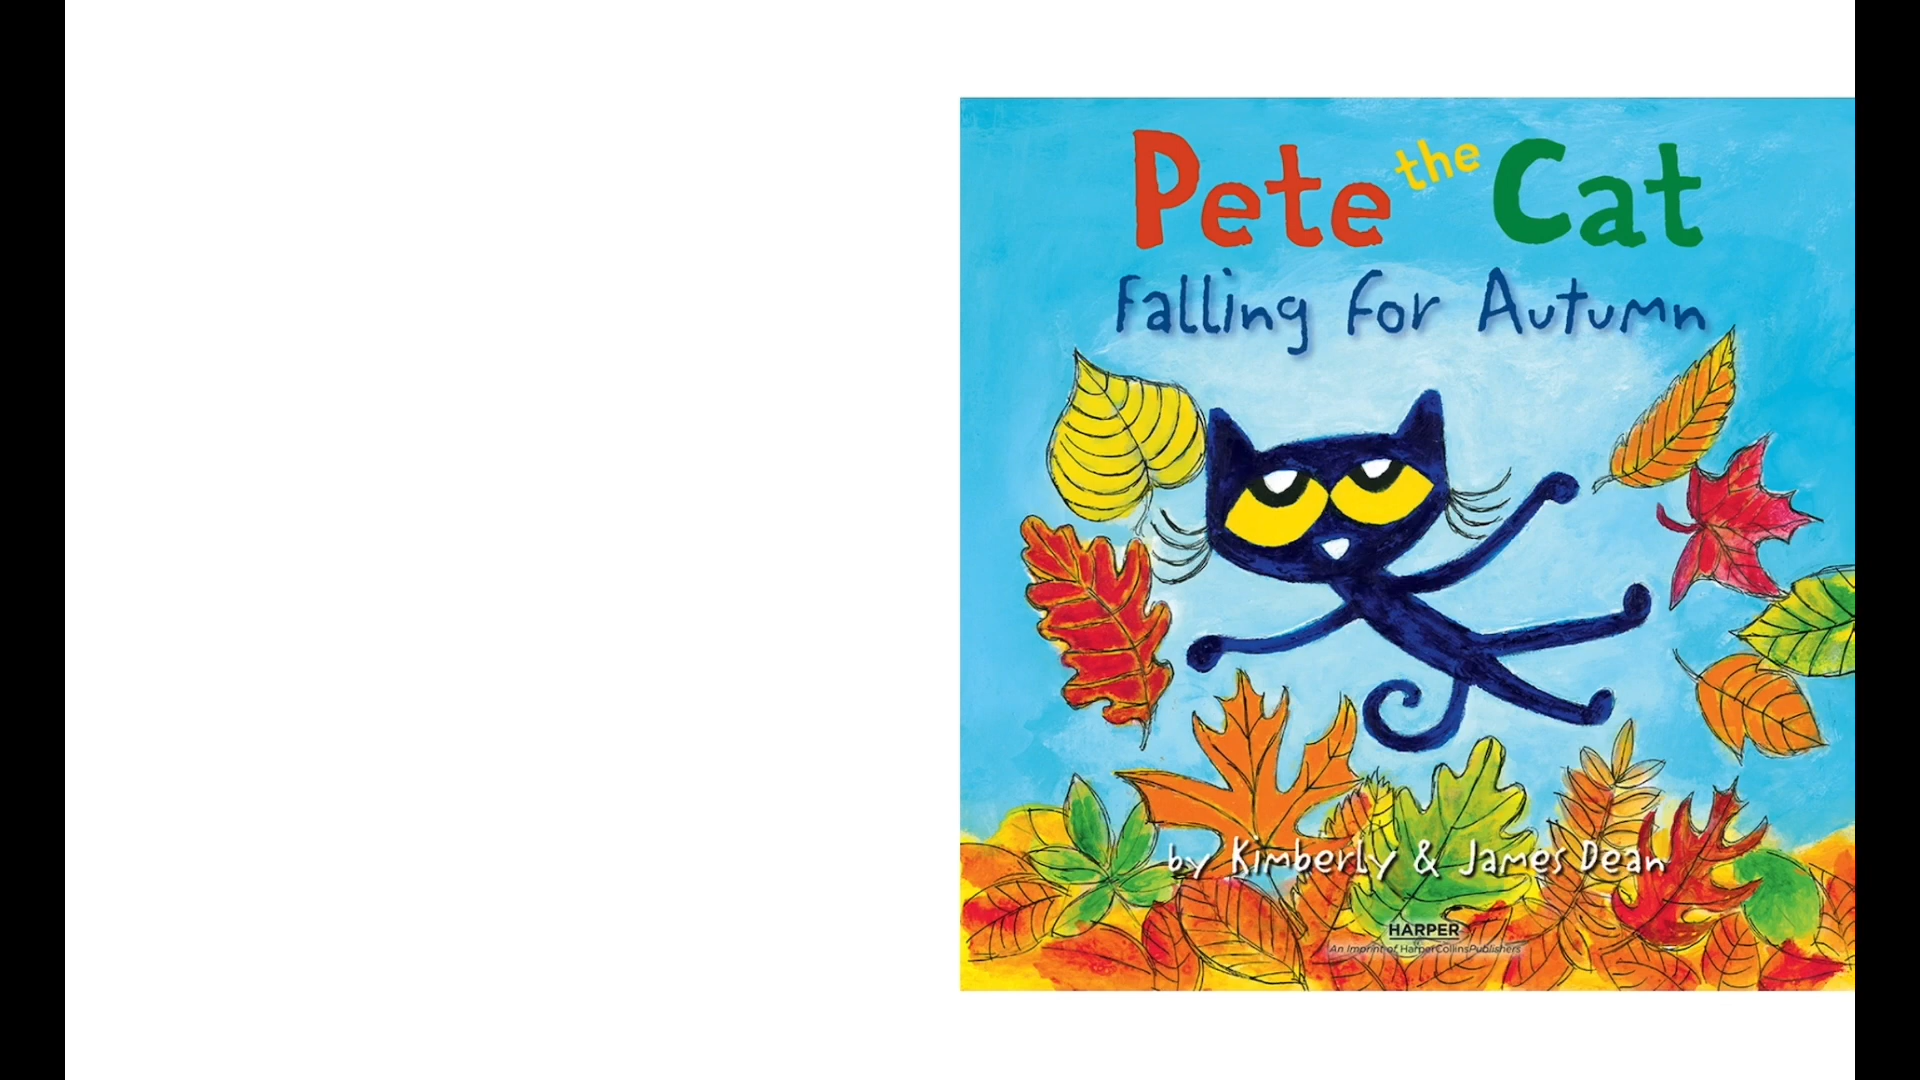 Pete the Cat
Falling for Autumn
by Kimberly & James Dean
HARPER
An Imprint of HarperCollinsPublishers